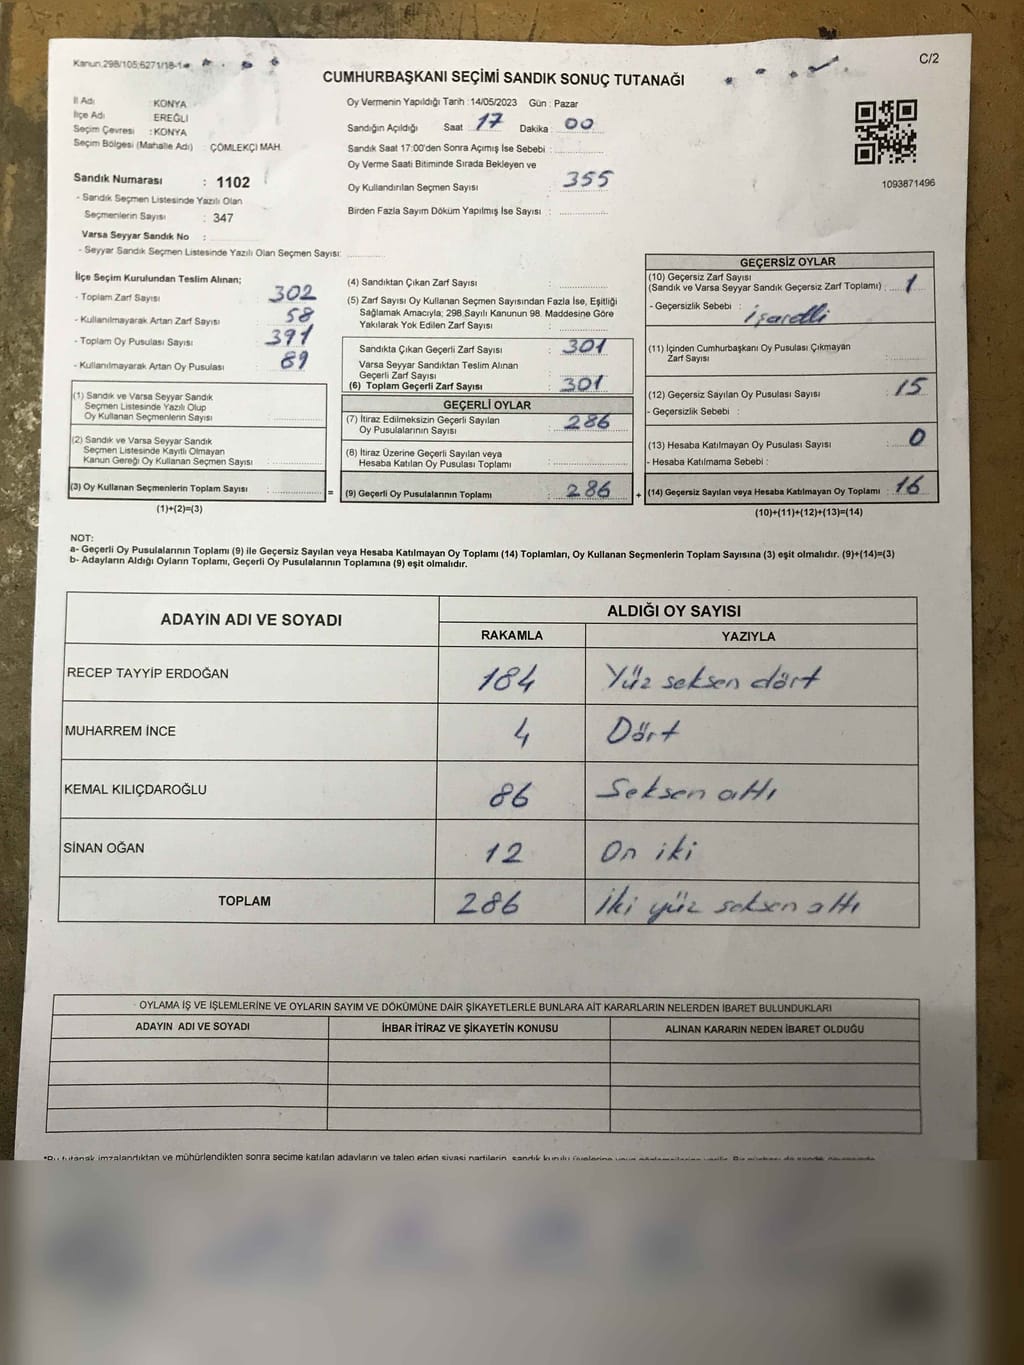 Kanun.298/105;6271/18-1
C/2
CUMHURBAŞKANI SEÇİMİ SANDIK SONUÇ TUTANAĞI
İl Adı : KONYA
İlçe Adı : EREĞLİ
Seçim Çevresi : KONYA
Seçim Bölgesi (Mahalle Adı) : ÇÖMLEKÇİ MAH.
Sandık Numarası : 1102
- Sandık Seçmen Listesinde Yazılı Olan
Seçmenlerin Sayısı : 347
Varsa Seyyar Sandık No :
- Seyyar Sandık Seçmen Listesinde Yazılı Olan Seçmen Sayısı:
Oy Vermenin Yapıldığı Tarih : 14/05/2023 Gün : Pazar
Sandığın Açıldığı Saat : 17 Dakika : 00
Sandık Saat 17:00'den Sonra Açımış İse Sebebi :
Oy Verme Saati Bitiminde Sırada Bekleyen ve
Oy Kullandırılan Seçmen Sayısı : 355
Birden Fazla Sayım Döküm Yapılmış İse Sayısı :
1093871496
İlçe Seçim Kurulundan Teslim Alınan;
- Toplam Zarf Sayısı : 302
- Kullanılmayarak Artan Zarf Sayısı : 58
- Toplam Oy Pusulası Sayısı : 391
- Kullanılmayarak Artan Oy Pusulası : 89
(1) Sandık ve Varsa Seyyar Sandık
Seçmen Listesinde Yazılı Olup
Oy Kullanan Seçmenlerin Sayısı :
(2) Sandık ve Varsa Seyyar Sandık
Seçmen Listesinde Kayıtlı Olmayan
Kanun Gereği Oy Kullanan Seçmen Sayısı :
(3) Oy Kullanan Seçmenlerin Toplam Sayısı : =
(1)+(2)=(3)
(4) Sandıktan Çıkan Zarf Sayısı :
(5) Zarf Sayısı Oy Kullanan Seçmen Sayısından Fazla İse, Eşitliği
Sağlamak Amacıyla; 298 Sayılı Kanunun 98. Maddesine Göre
Yakılarak Yok Edilen Zarf Sayısı :
Sandıkta Çıkan Geçerli Zarf Sayısı : 301
Varsa Seyyar Sandıktan Teslim Alınan
Geçerli Zarf Sayısı :
(6) Toplam Geçerli Zarf Sayısı : 301
GEÇERLİ OYLAR
(7) İtiraz Edilmeksizin Geçerli Sayılan
Oy Pusulalarının Sayısı : 286
(8) İtiraz Üzerine Geçerli Sayılan veya
Hesaba Katılan Oy Pusulası Toplamı :
(9) Geçerli Oy Pusulalarının Toplamı : 286 +
GEÇERSİZ OYLAR
(10) Geçersiz Zarf Sayısı
(Sandık ve Varsa Seyyar Sandık Geçersiz Zarf Toplamı) : 1
- Geçersizlik Sebebi : işaretli
(11) İçinden Cumhurbaşkanı Oy Pusulası Çıkmayan
Zarf Sayısı :
(12) Geçersiz Sayılan Oy Pusulası Sayısı : 15
- Geçersizlik Sebebi :
(13) Hesaba Katılmayan Oy Pusulası Sayısı : 0
- Hesaba Katılmama Sebebi :
(14) Geçersiz Sayılan veya Hesaba Katılmayan Oy Toplamı : 16
(10)+(11)+(12)+(13)=(14)
NOT:
a- Geçerli Oy Pusulalarının Toplamı (9) ile Geçersiz Sayılan veya Hesaba Katılmayan Oy Toplamı (14) Toplamları, Oy Kullanan Seçmenlerin Toplam Sayısına (3) eşit olmalıdır. (9)+(14)=(3)
b- Adayların Aldığı Oyların Toplamı, Geçerli Oy Pusulalarının Toplamına (9) eşit olmalıdır.
ADAYIN ADI VE SOYADI ALDIĞI OY SAYISI
RAKAMLA YAZIYLA
RECEP TAYYİP ERDOĞAN 184 Yüz seksen dört
MUHARREM İNCE 4 Dört
KEMAL KILIÇDAROĞLU 86 Seksen altı
SİNAN OĞAN 12 On iki
TOPLAM 286 İki yüz seksen altı
OYLAMA İŞ VE İŞLEMLERİNE VE OYLARIN SAYIM VE DÖKÜMÜNE DAİR ŞİKAYETLERLE BUNLARA AİT KARARLARIN NELERDEN İBARET BULUNDUKLARI
ADAYIN ADI VE SOYADI İHBAR İTİRAZ VE ŞİKAYETİN KONUSU ALINAN KARARIN NEDEN İBARET OLDUĞU
*Bu tutanak imzalandıktan ve mühürlendikten sonra seçime katılan adayların ve talep eden siyasi partilerin, sandık kurulu